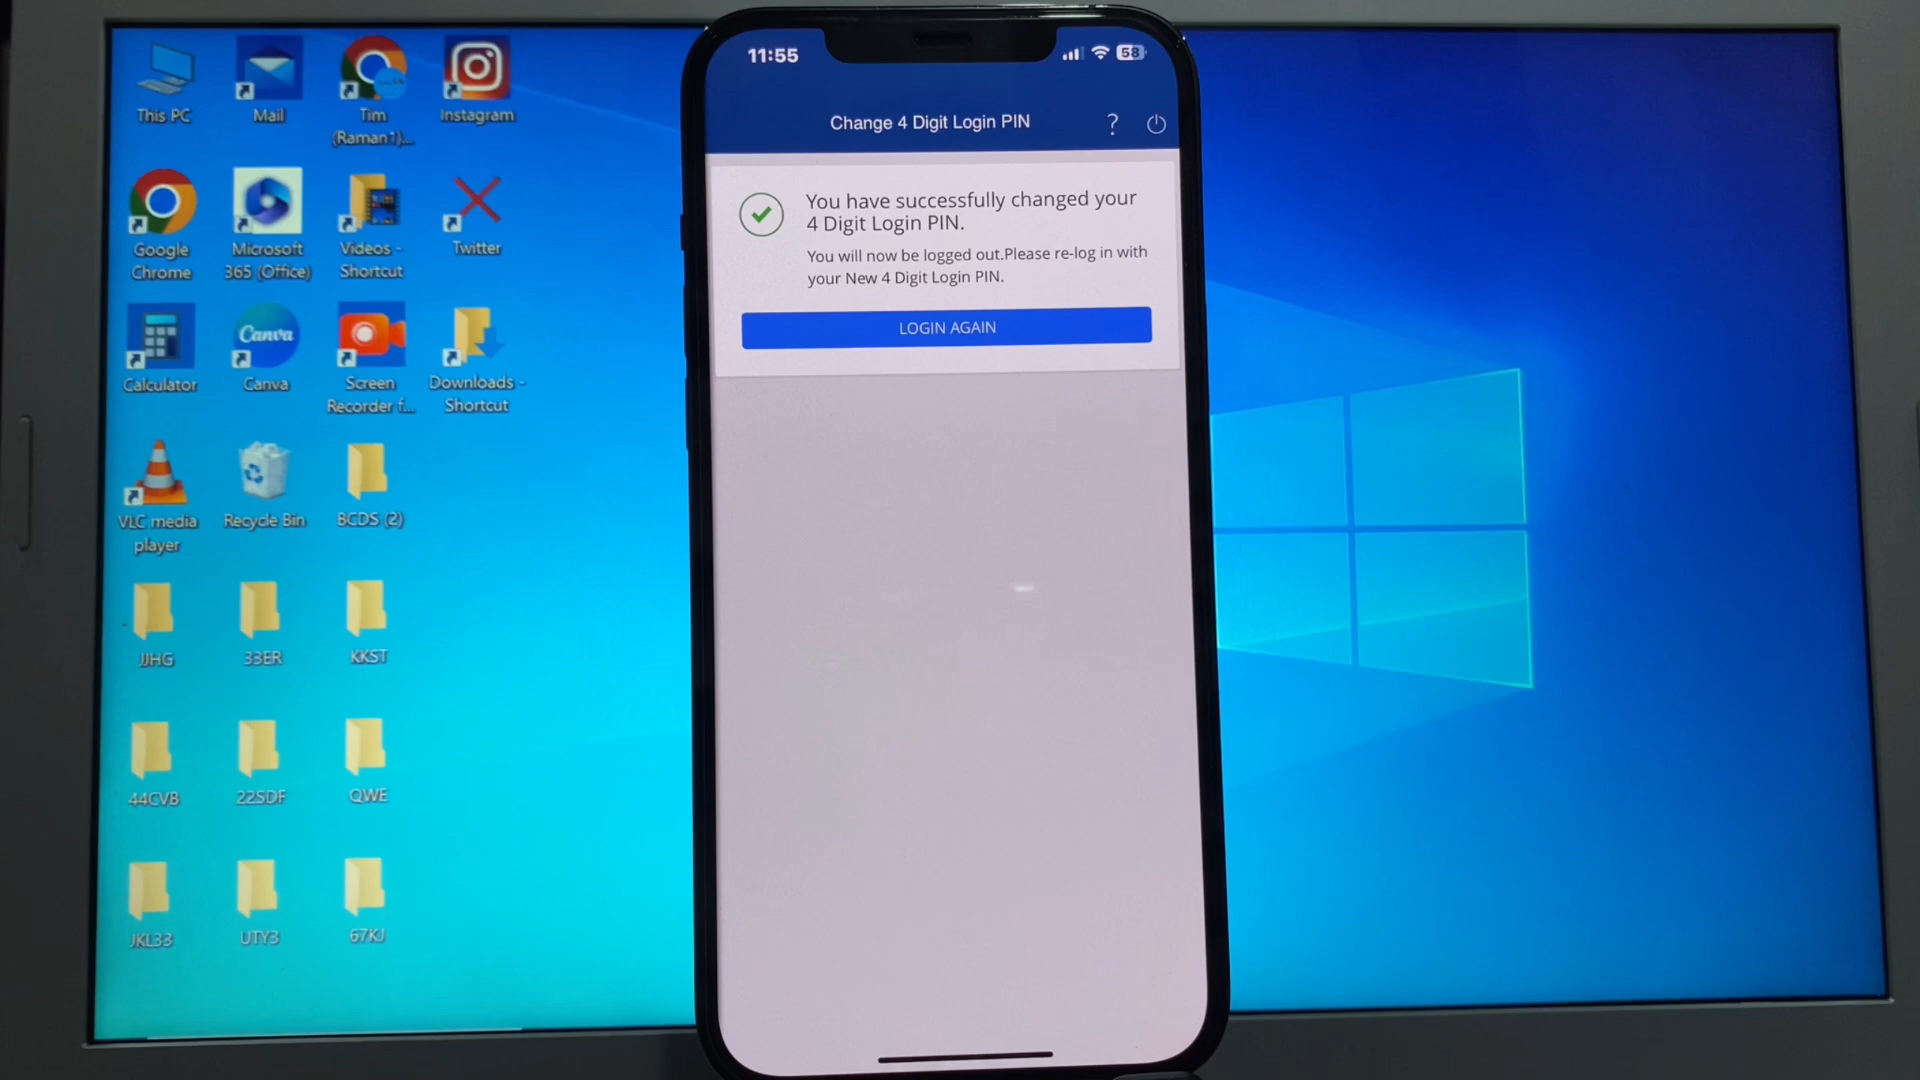 11:55
58
Change 4 Digit Login PIN
?
You have successfully changed your
4 Digit Login PIN.
You will now be logged out.Please re-log in with
your New 4 Digit Login PIN.
LOGIN AGAIN
This PC
Mail
Tim
(Raman1)...
Instagram
Google
Chrome
Microsoft
365 (Office)
Videos -
Shortcut
Twitter
Calculator
Canva
Canva
Screen
Recorder f...
Downloads -
Shortcut
VLC media
player
Recycle Bin
BCDS (2)
JJHG
33ER
KKST
44CVB
22SDF
QWE
JKL33
UTY3
67KJ